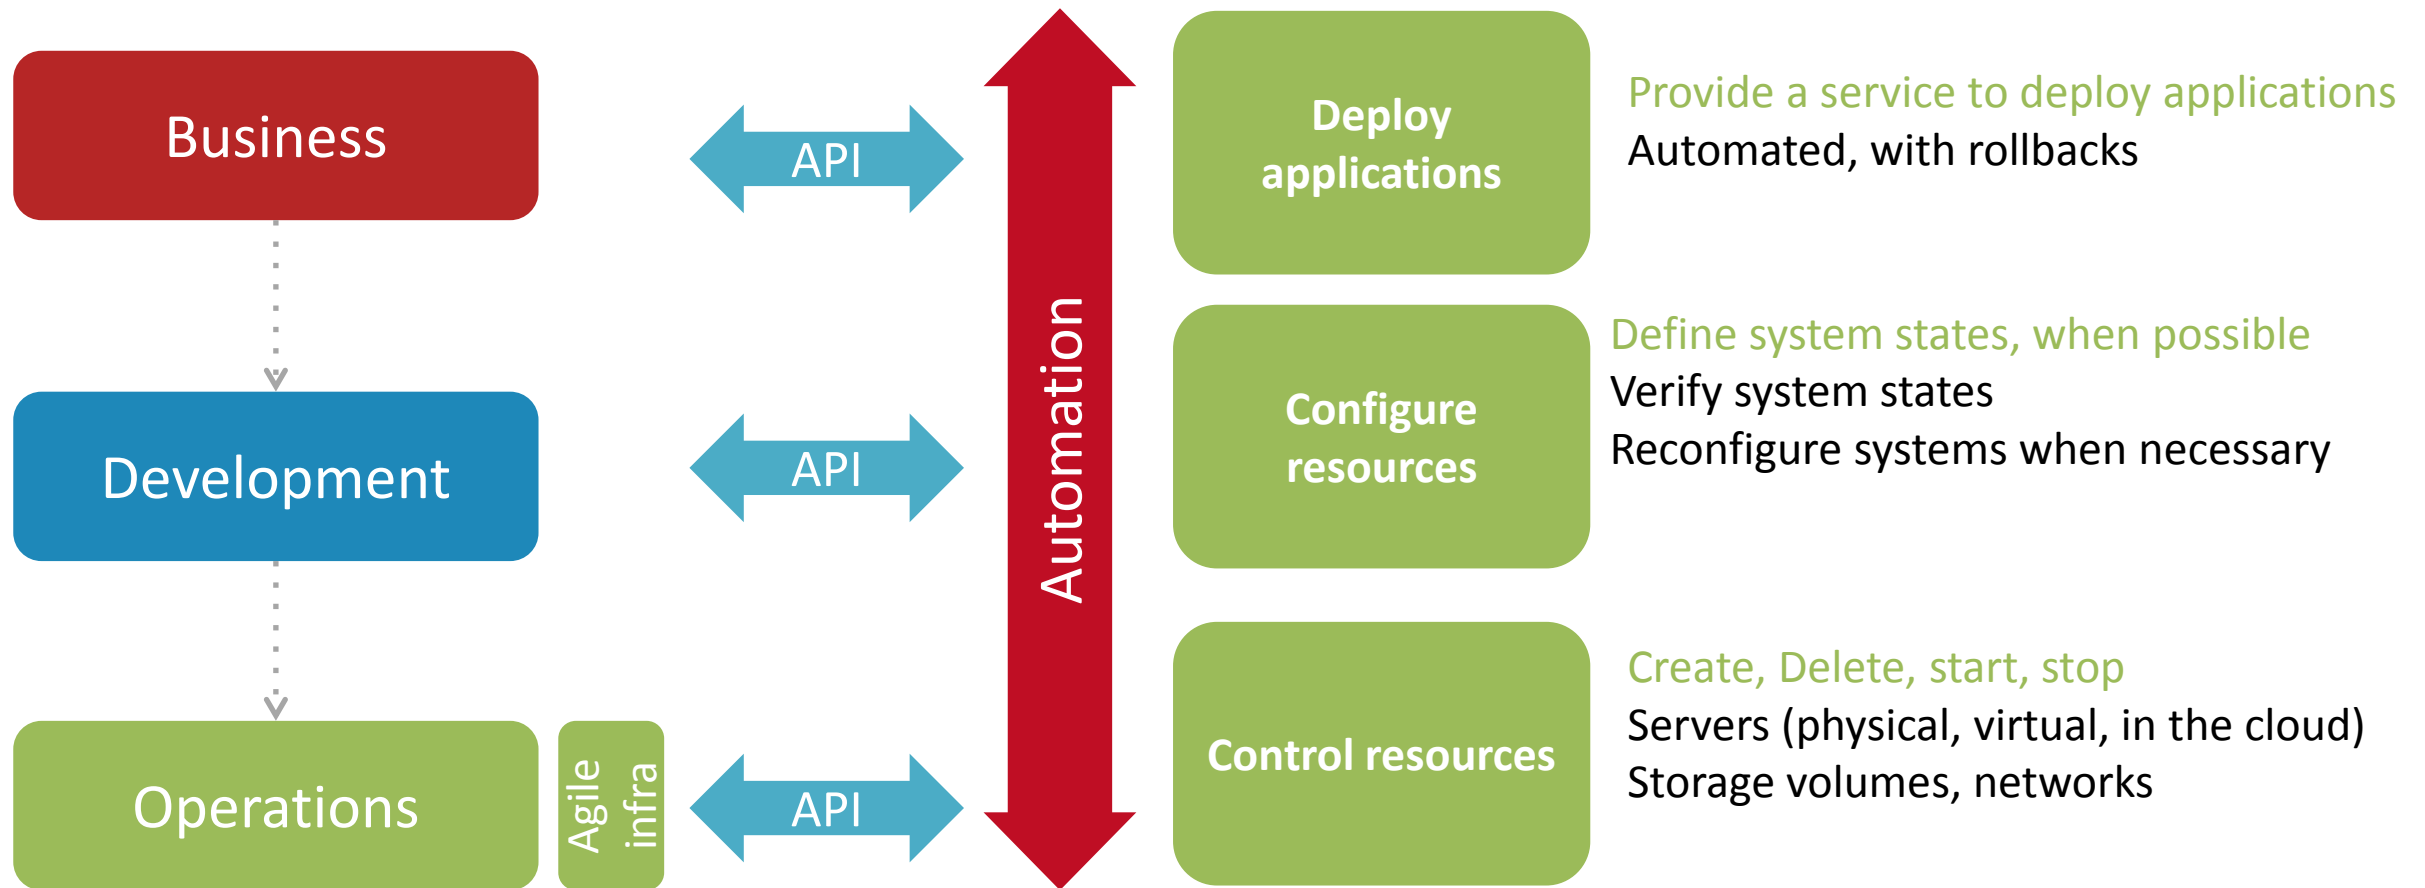 Business
API
Deploy
applications
Provide a service to deploy applications
Automated, with rollbacks
Automation
Development
API
Configure
resources
Define system states, when possible
Verify system states
Reconfigure systems when necessary
Operations
Agile
infra
API
Control resources
Create, Delete, start, stop
Servers (physical, virtual, in the cloud)
Storage volumes, networks